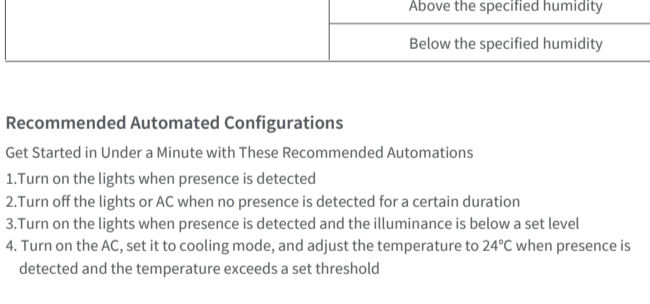 Above the specified humidity
Below the specified humidity
Recommended Automated Configurations
Get Started in Under a Minute with These Recommended Automations
1.Turn on the lights when presence is detected
2.Turn off the lights or AC when no presence is detected for a certain duration
3.Turn on the lights when presence is detected and the illuminance is below a set level
4. Turn on the AC, set it to cooling mode, and adjust the temperature to 24°C when presence is
detected and the temperature exceeds a set threshold